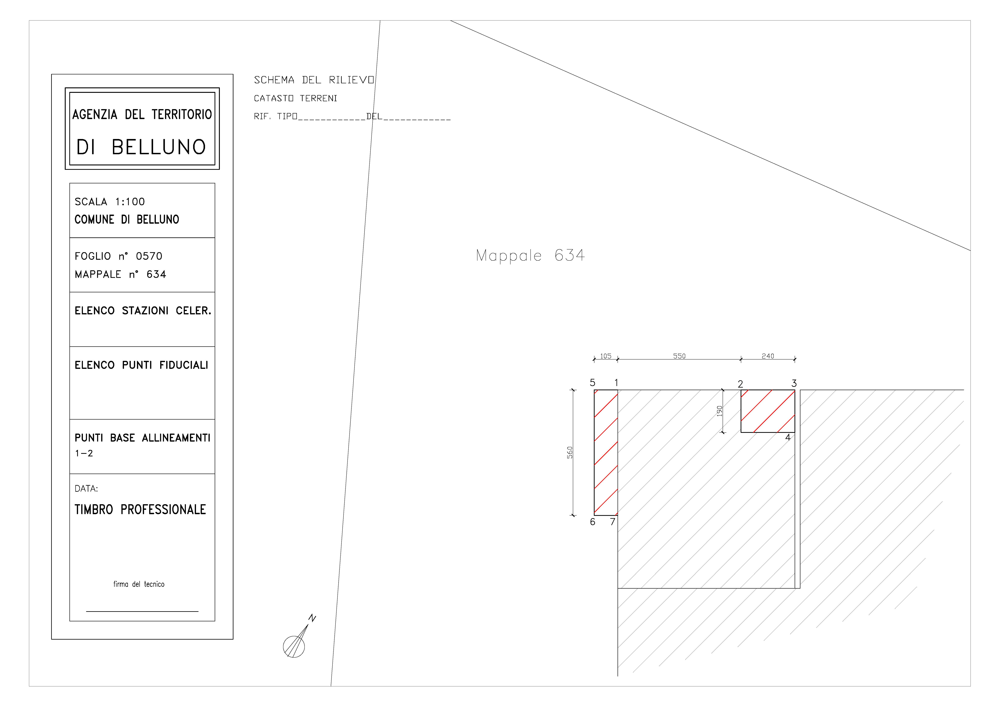 AGENZIA DEL TERRITORIO
DI BELLUNO
SCALA 1:100
COMUNE DI BELLUNO
FOGLIO n° 0570
MAPPALE n° 634
ELENCO STAZIONI CELER.
ELENCO PUNTI FIDUCIALI
PUNTI BASE ALLINEAMENTI
1-2
DATA:
TIMBRO PROFESSIONALE
firma del tecnico
SCHEMA DEL RILIEVO
CATASTO TERRENI
RIF. TIPO____________DEL____________
Mappale 634
105 550 240
5 1 2 3
190
4
560
6 7
N